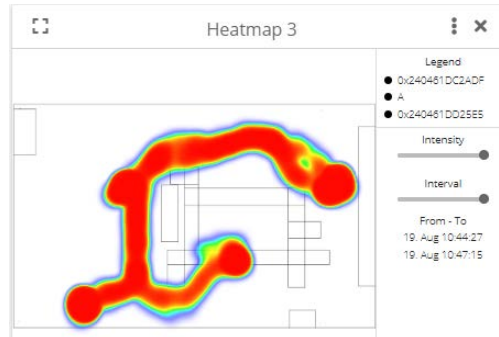 Heatmap 3
Legend
0x240461DC2ADF
A
0x240461DD25E5
Intensity
Interval
From - To
19. Aug 10:44:27
19. Aug 10:47:15